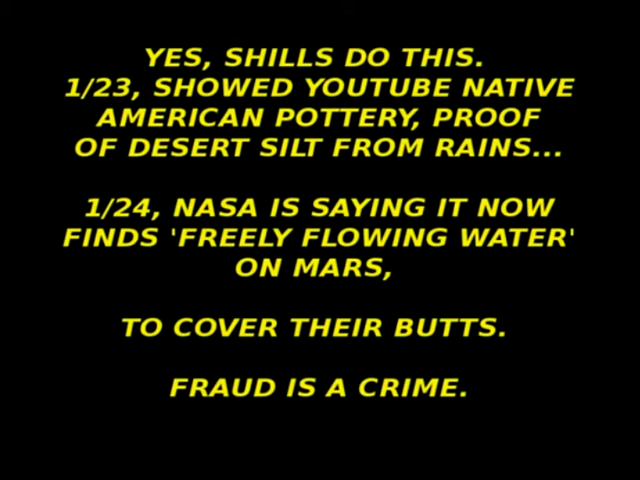 YES, SHILLS DO THIS.
1/23, SHOWED YOUTUBE NATIVE
AMERICAN POTTERY, PROOF
OF DESERT SILT FROM RAINS...
1/24, NASA IS SAYING IT NOW
FINDS 'FREELY FLOWING WATER'
ON MARS,
TO COVER THEIR BUTTS.
FRAUD IS A CRIME.